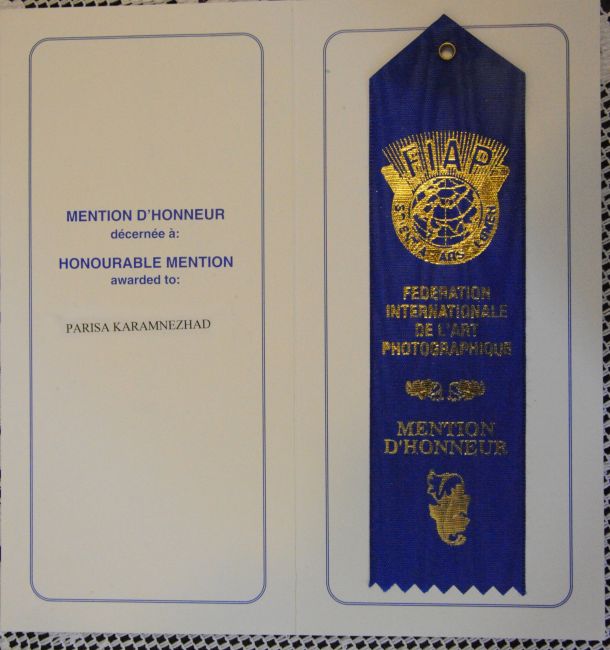 MENTION D'HONNEUR
décernée à:
HONOURABLE MENTION
awarded to:
PARISA KARAMNEZHAD
FIAP
FEDERATION
INTERNATIONALE
DE L'ART
PHOTOGRAPHIQUE
MENTION
D'HONNEUR